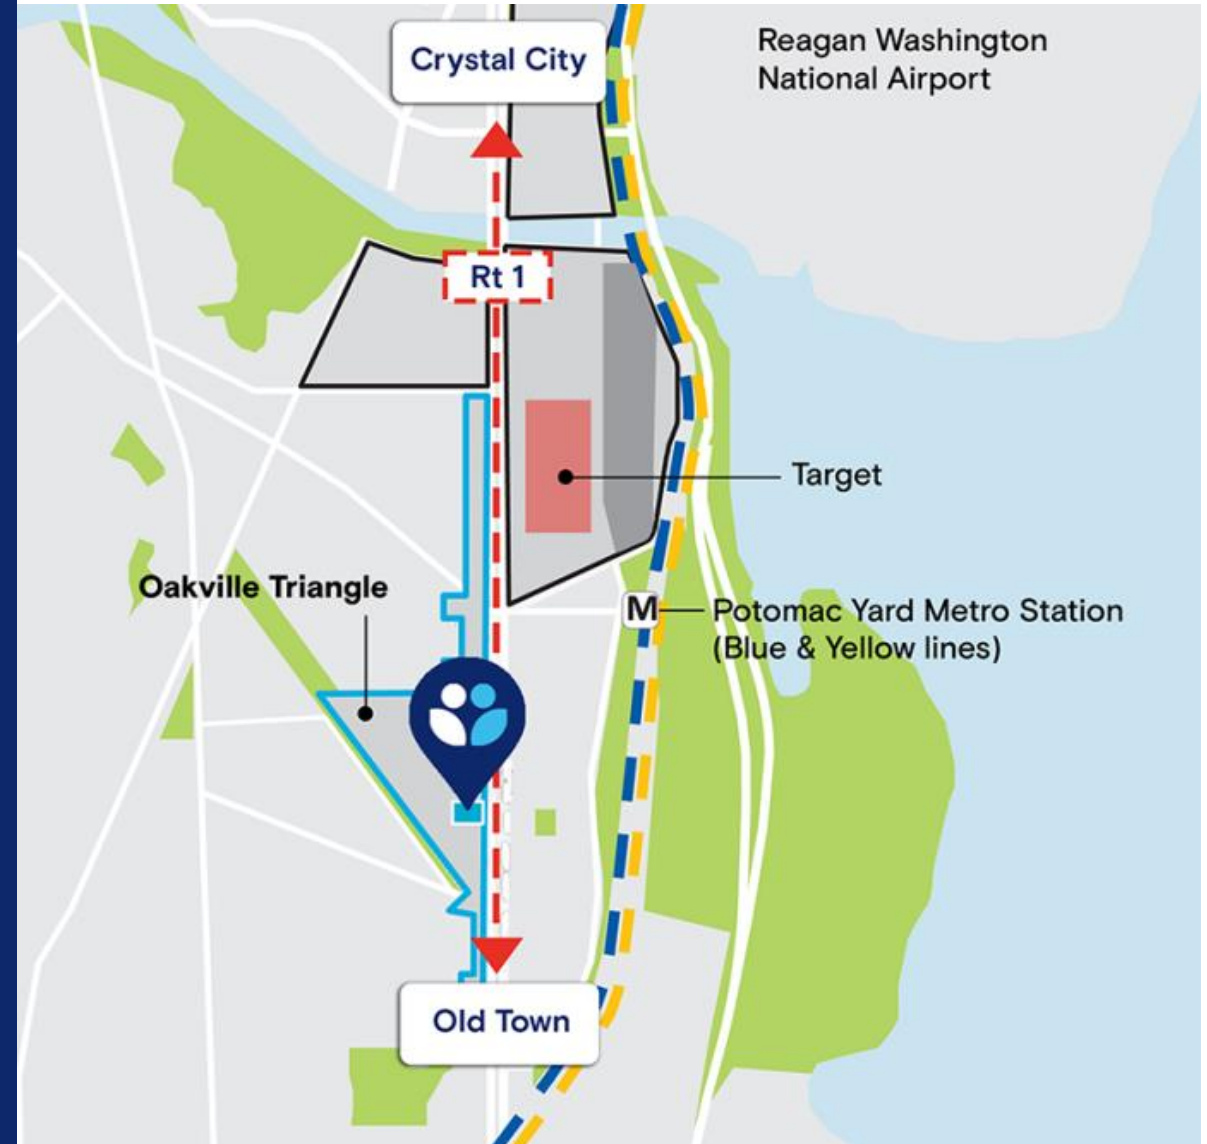 Crystal City
Reagan Washington
National Airport
Rt 1
Target
Oakville Triangle
M
Potomac Yard Metro Station
(Blue & Yellow lines)
Old Town